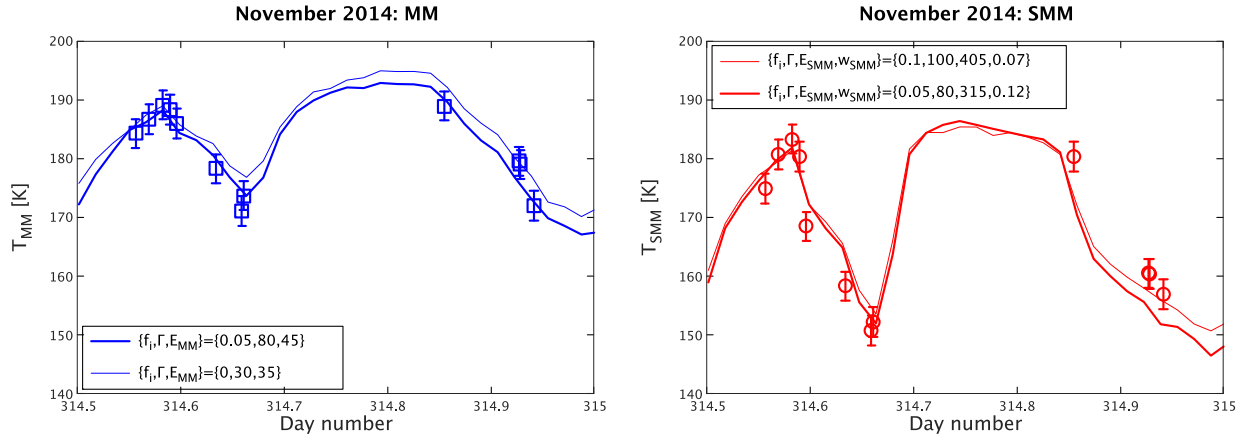 November 2014: MM
200
190
180
170
160
150
140
T_MM [K]
{f_i,Γ,E_MM}={0.05,80,45}
{f_i,Γ,E_MM}={0,30,35}
314.5 314.6 314.7 314.8 314.9 315
Day number
November 2014: SMM
200
190
180
170
160
150
140
T_SMM [K]
{f_i,Γ,E_SMM,w_SMM}={0.1,100,405,0.07}
{f_i,Γ,E_SMM,w_SMM}={0.05,80,315,0.12}
314.5 314.6 314.7 314.8 314.9 315
Day number